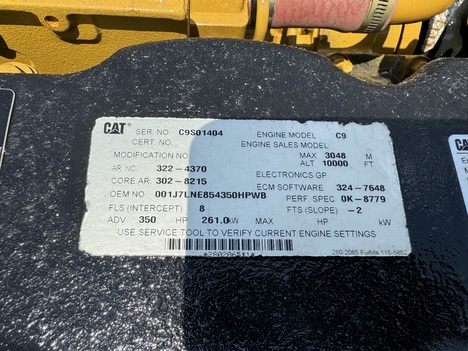 CAT SER. NO. C9S01404 ENGINE MODEL C9
CERT. NO. ENGINE SALES MODEL
MODIFICATION NO. MAX 3048 M
AR. NO. 322-4370 ALT 10000 FT
CORE AR. 302-8215 ELECTRONICS GP
OEM NO 001J7LNE854350HPWB ECM SOFTWARE 324-7648
FLS (INTERCEPT) 8 PERF. SPEC 0K-8779
ADV 350 HP 261.0 kW FTS (SLOPE) -2
MAX HP kW
USE SERVICE TOOL TO VERIFY CURRENT ENGINE SETTINGS